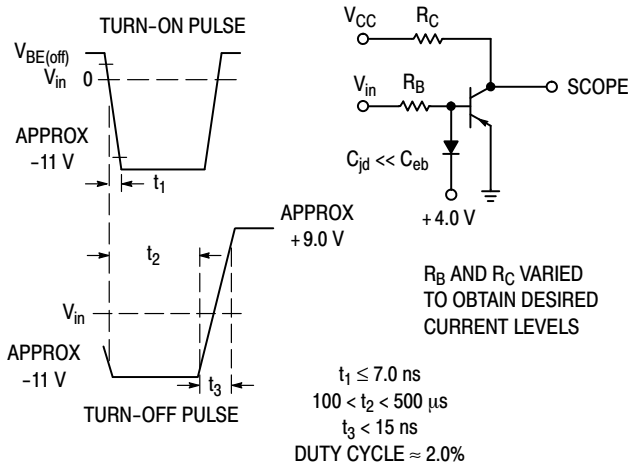 TURN-ON PULSE
V_BE(off)
V_in
0
APPROX
-11 V
t_1
V_CC
R_C
SCOPE
V_in
R_B
C_jd << C_eb
+4.0 V
APPROX
+9.0 V
t_2
V_in
APPROX
-11 V
t_3
TURN-OFF PULSE
R_B AND R_C VARIED
TO OBTAIN DESIRED
CURRENT LEVELS
t_1 ≤ 7.0 ns
100 < t_2 < 500 μs
t_3 < 15 ns
DUTY CYCLE ≈ 2.0%